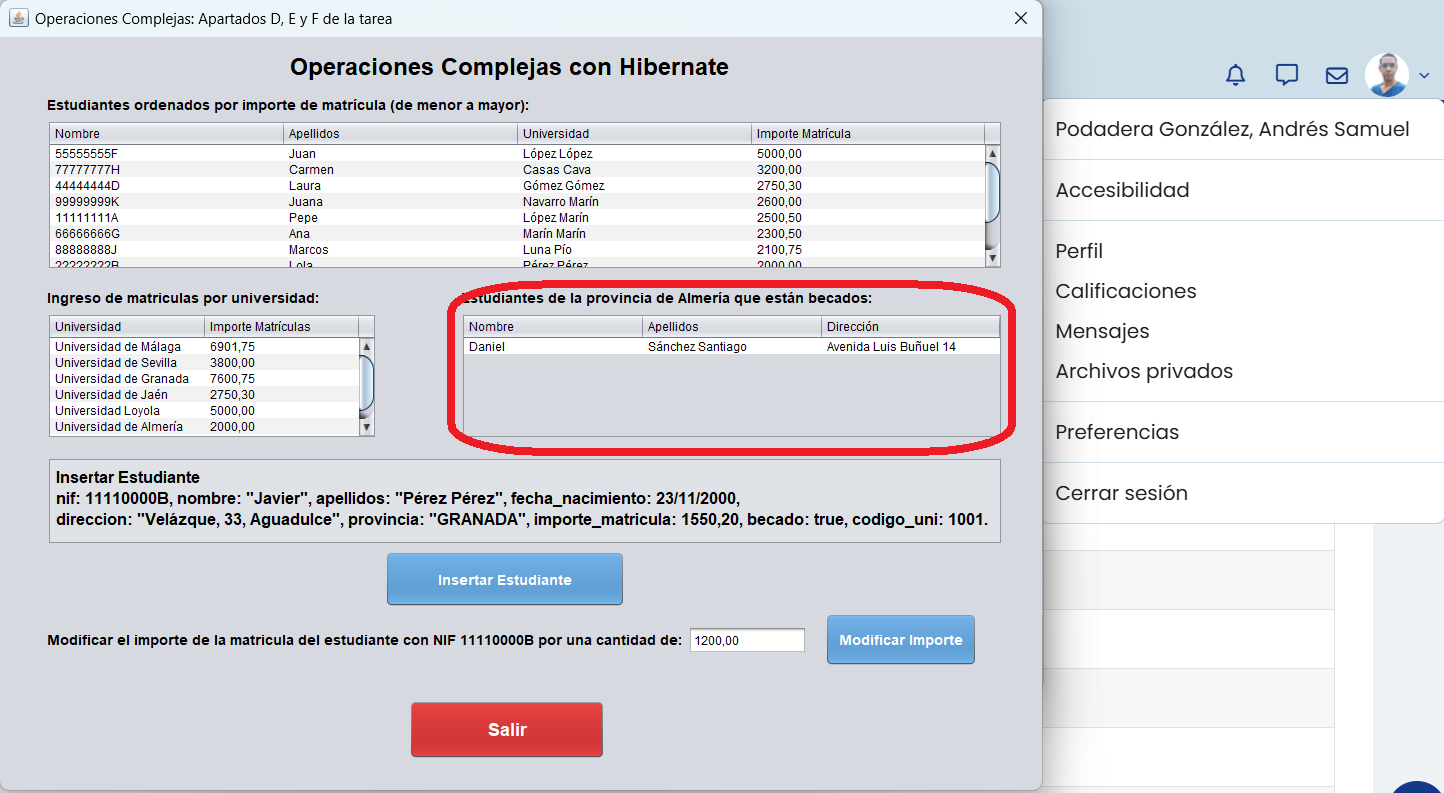 Operaciones Complejas: Apartados D, E y F de la tarea
Operaciones Complejas con Hibernate
Estudiantes ordenados por importe de matrícula (de menor a mayor):
Nombre Apellidos Universidad Importe Matrícula
55555555F Juan López López 5000,00
77777777H Carmen Casas Cava 3200,00
44444444D Laura Gómez Gómez 2750,30
99999999K Juana Navarro Marín 2600,00
11111111A Pepe López Marín 2500,50
66666666G Ana Marín Marín 2300,50
88888888J Marcos Luna Pío 2100,75
22222222B Lola Pérez Pérez 2000,00
Ingreso de matriculas por universidad:
Universidad Importe Matrículas
Universidad de Málaga 6901,75
Universidad de Sevilla 3800,00
Universidad de Granada 7600,75
Universidad de Jaén 2750,30
Universidad Loyola 5000,00
Universidad de Almería 2000,00
Estudiantes de la provincia de Almería que están becados:
Nombre Apellidos Dirección
Daniel Sánchez Santiago Avenida Luis Buñuel 14
Insertar Estudiante
nif: 11110000B, nombre: "Javier", apellidos: "Pérez Pérez", fecha_nacimiento: 23/11/2000,
direccion: "Velázque, 33, Aguadulce", provincia: "GRANADA", importe_matricula: 1550,20, becado: true, codigo_uni: 1001.
Insertar Estudiante
Modificar el importe de la matricula del estudiante con NIF 11110000B por una cantidad de: 1200,00 Modificar Importe
Salir
Podadera González, Andrés Samuel
Accesibilidad
Perfil
Calificaciones
Mensajes
Archivos privados
Preferencias
Cerrar sesión